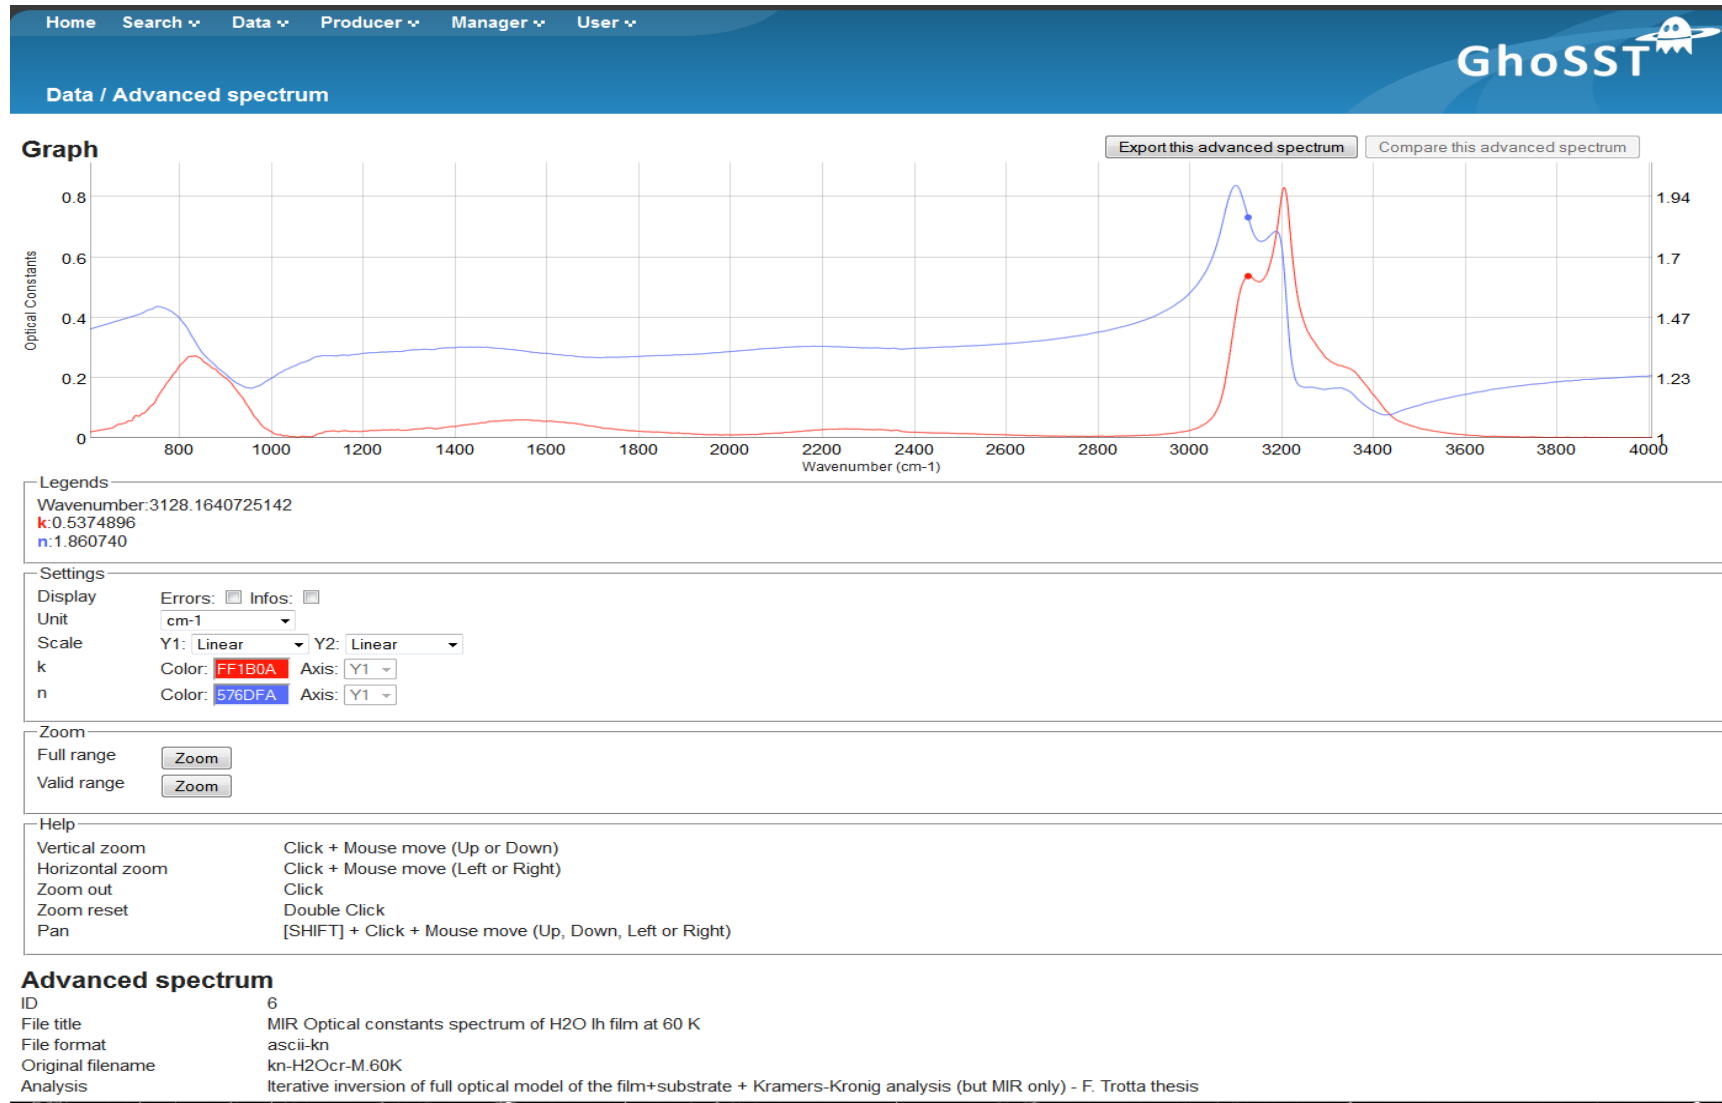 Home Search Data Producer Manager User
GhoSST
Data / Advanced spectrum
Graph
Export this advanced spectrum Compare this advanced spectrum
0.8 1.94
0.6 1.7
0.4 1.47
0.2 1.23
0 1
Optical Constants
800 1000 1200 1400 1600 1800 2000 2200 2400 2600 2800 3000 3200 3400 3600 3800 4000
Wavenumber (cm-1)
Legends
Wavenumber:3128.1640725142
k:0.5374896
n:1.860740
Settings
Display Errors: Infos:
Unit cm-1
Scale Y1: Linear Y2: Linear
k Color: FF1B0A Axis: Y1
n Color: 576DFA Axis: Y1
Zoom
Full range Zoom
Valid range Zoom
Help
Vertical zoom Click + Mouse move (Up or Down)
Horizontal zoom Click + Mouse move (Left or Right)
Zoom out Click
Zoom reset Double Click
Pan [SHIFT] + Click + Mouse move (Up, Down, Left or Right)
Advanced spectrum
ID 6
File title MIR Optical constants spectrum of H2O Ih film at 60 K
File format ascii-kn
Original filename kn-H2Ocr-M.60K
Analysis Iterative inversion of full optical model of the film+substrate + Kramers-Kronig analysis (but MIR only) - F. Trotta thesis